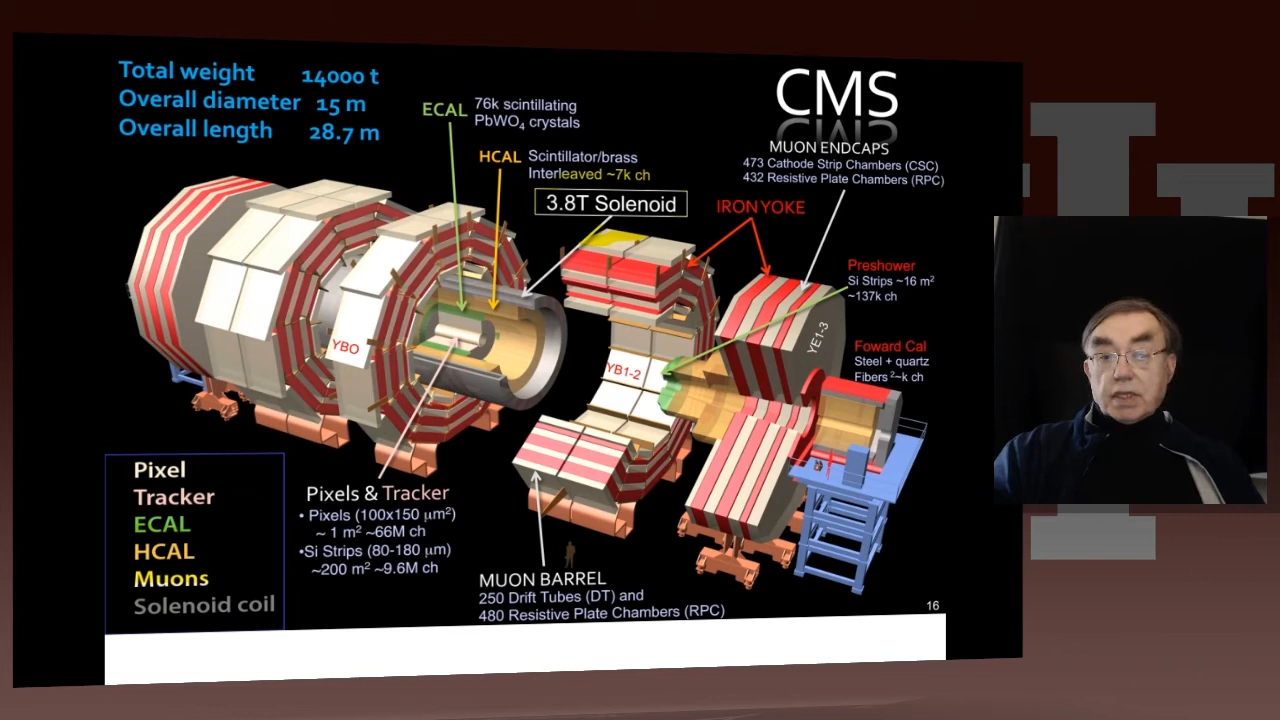 Total weight 14000 t
Overall diameter 15 m
Overall length 28.7 m
ECAL 76k scintillating
PbWO4 crystals
HCAL Scintillator/brass
Interleaved ~7k ch
3.8T Solenoid
IRON YOKE
CMS
MUON ENDCAPS
473 Cathode Strip Chambers (CSC)
432 Resistive Plate Chambers (RPC)
Preshower
Si Strips ~16 m²
~137k ch
Foward Cal
Steel + quartz
Fibers ²~k ch
YBO
YB1-2
YE1-3
Pixel
Tracker
ECAL
HCAL
Muons
Solenoid coil
Pixels & Tracker
• Pixels (100x150 μm²)
~ 1 m² ~66M ch
•Si Strips (80-180 μm)
~200 m² ~9.6M ch
MUON BARREL
250 Drift Tubes (DT) and
480 Resistive Plate Chambers (RPC)
16